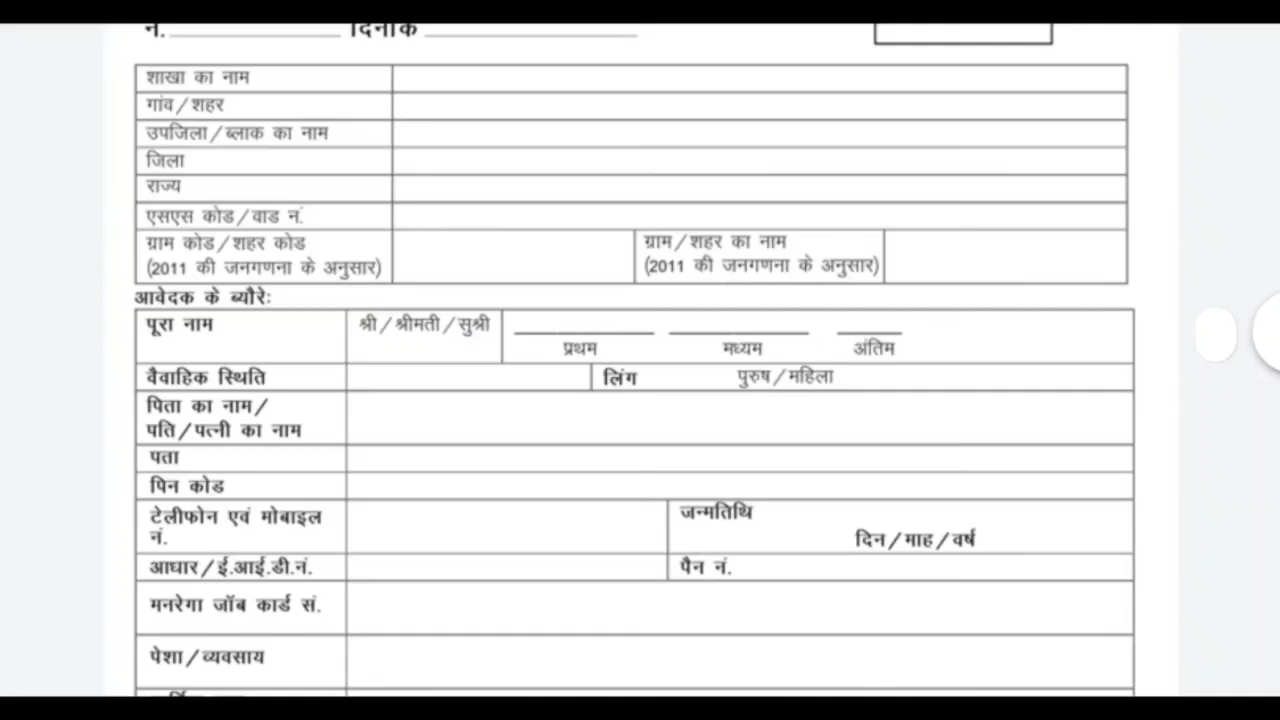 नं. दिनांक
शाखा का नाम
गांव/शहर
उपजिला/ब्लाक का नाम
जिला
राज्य
एसएस कोड/वाड नं.
ग्राम कोड/शहर कोड
(2011 की जनगणना के अनुसार)
ग्राम/शहर का नाम
(2011 की जनगणना के अनुसार)
आवेदक के ब्यौरेः
पूरा नाम श्री/श्रीमती/सुश्री
प्रथम मध्यम अंतिम
वैवाहिक स्थिति लिंग पुरुष/महिला
पिता का नाम/
पति/पत्नी का नाम
पता
पिन कोड
टेलीफोन एवं मोबाइल
नं.
जन्मतिथि
दिन/माह/वर्ष
आधार/ई.आई.डी.नं. पैन नं.
मनरेगा जॉब कार्ड सं.
पेशा/व्यवसाय